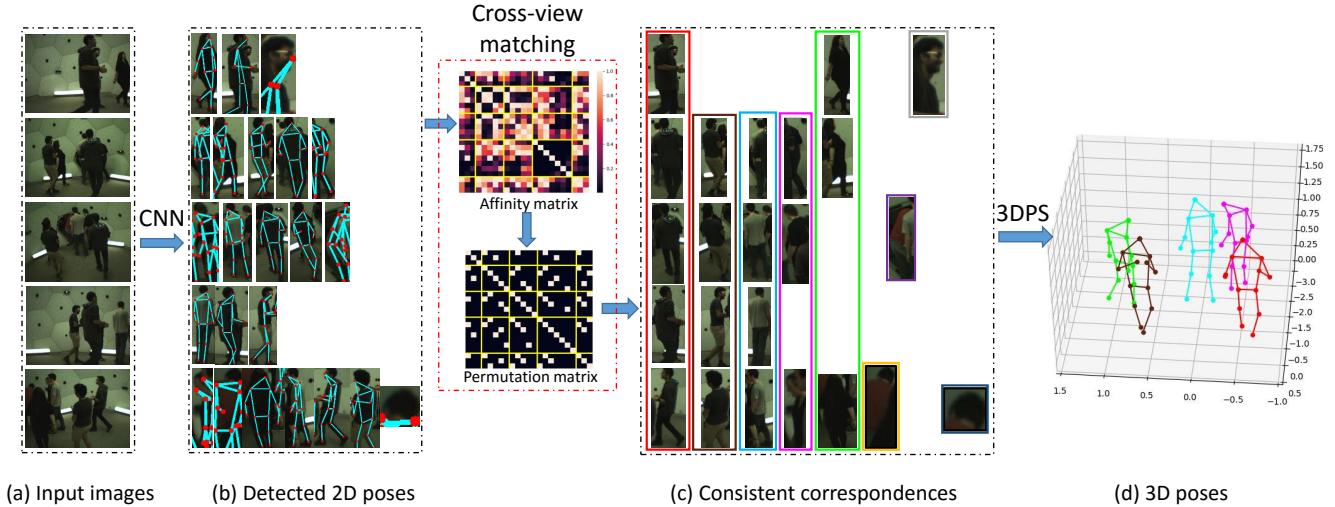 Cross-view
matching
CNN
1.0
0.8
0.6
0.4
0.2
Affinity matrix
Permutation matrix
3DPS
1.75
1.50
1.25
1.00
0.75
0.50
0.25
0.00
−3.0
−2.5
−2.0
−1.5
−1.0
−0.5
0.0
0.5
1.5
1.0
0.5
0.0
−0.5
−1.0
(a) Input images
(b) Detected 2D poses
(c) Consistent correspondences
(d) 3D poses